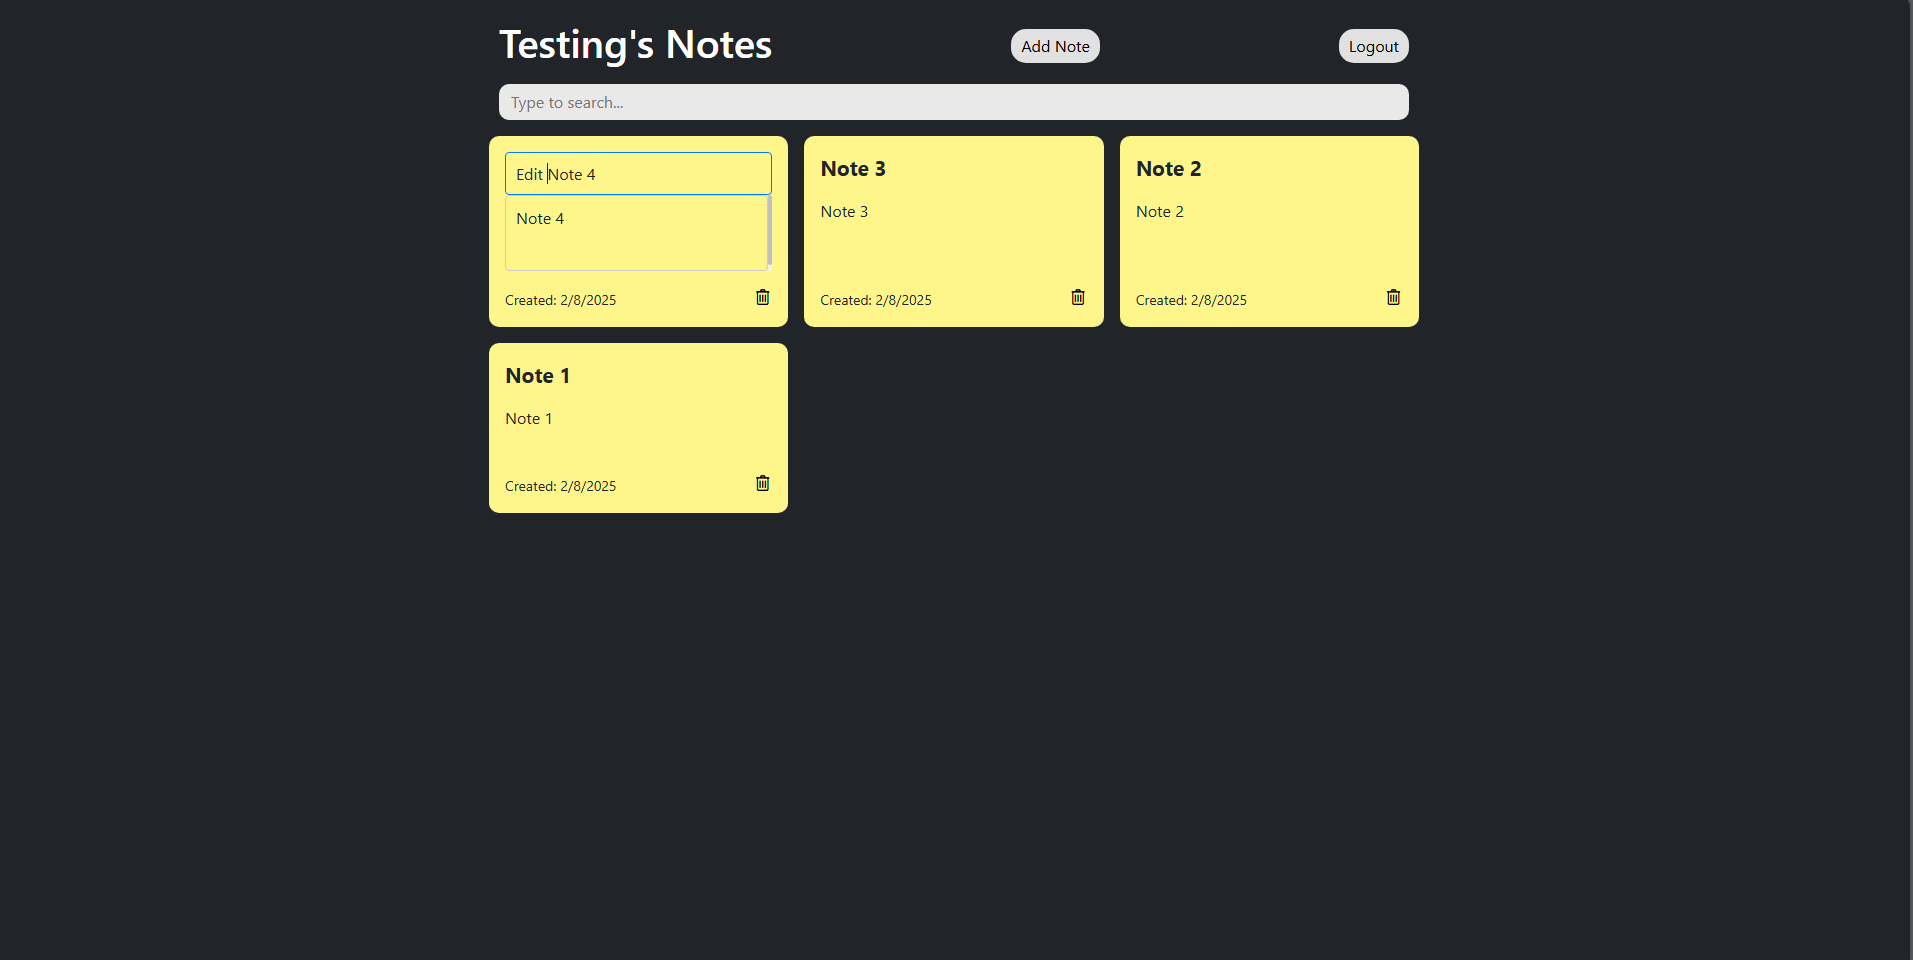 Testing's Notes
Add Note
Logout
Type to search...
Edit Note 4
Note 4
Created: 2/8/2025
Note 3
Note 3
Created: 2/8/2025
Note 2
Note 2
Created: 2/8/2025
Note 1
Note 1
Created: 2/8/2025